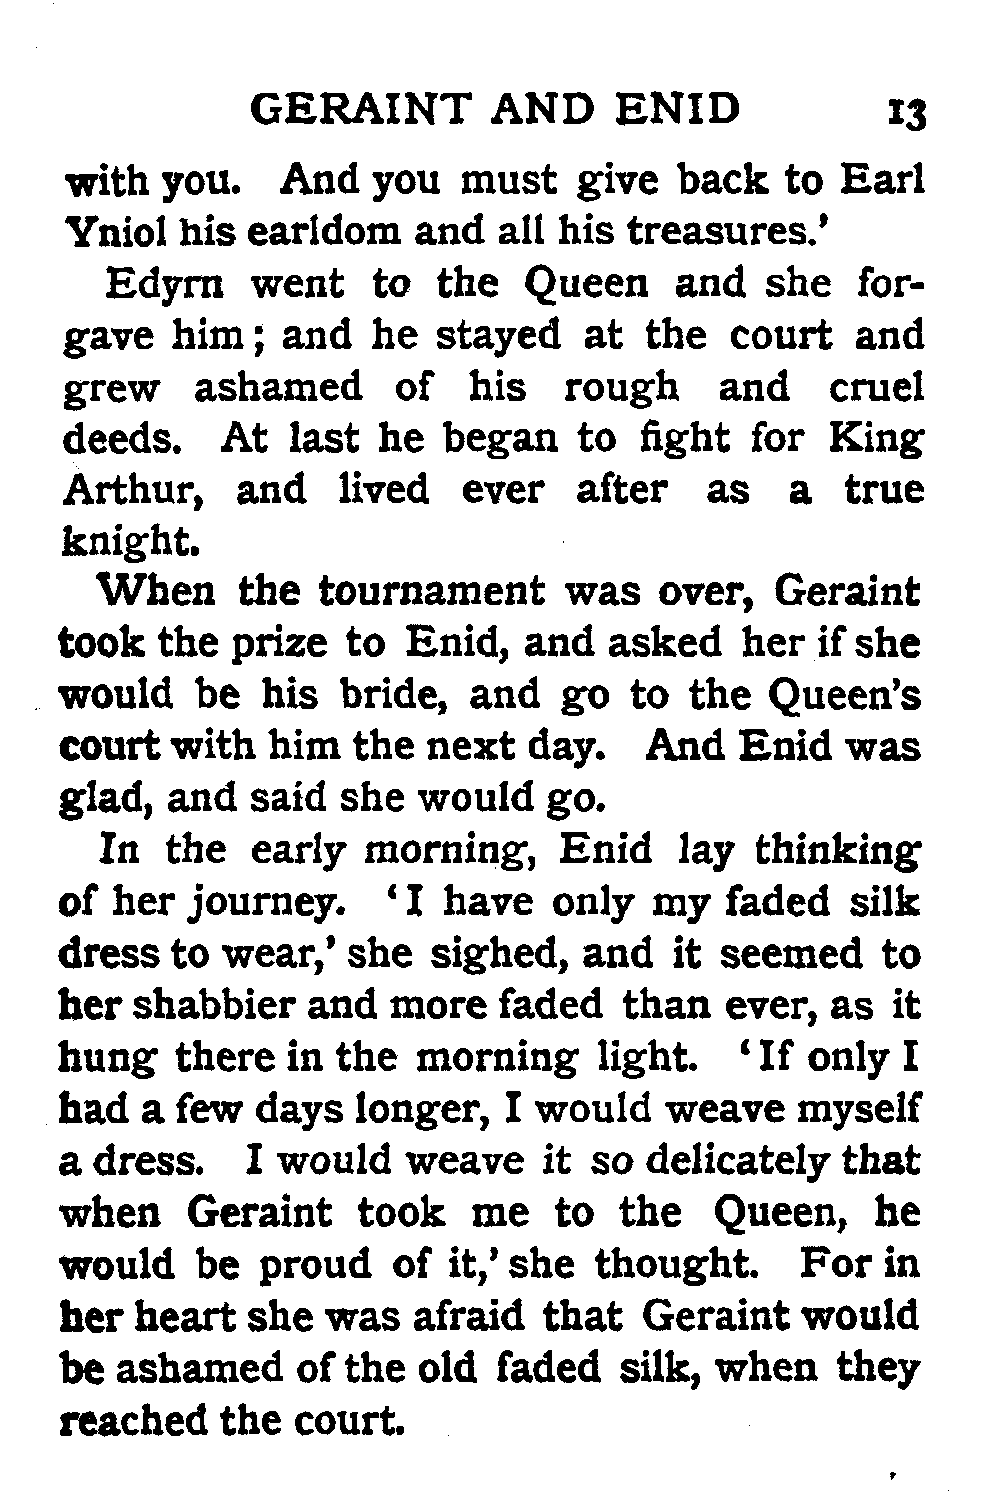 GERAINT AND ENID 13
with you. And you must give back to Earl
Yniol his earldom and all his treasures.'
Edyrn went to the Queen and she for-
gave him; and he stayed at the court and
grew ashamed of his rough and cruel
deeds. At last he began to fight for King
Arthur, and lived ever after as a true
knight.
When the tournament was over, Geraint
took the prize to Enid, and asked her if she
would be his bride, and go to the Queen's
court with him the next day. And Enid was
glad, and said she would go.
In the early morning, Enid lay thinking
of her journey. 'I have only my faded silk
dress to wear,' she sighed, and it seemed to
her shabbier and more faded than ever, as it
hung there in the morning light. 'If only I
had a few days longer, I would weave myself
a dress. I would weave it so delicately that
when Geraint took me to the Queen, he
would be proud of it,' she thought. For in
her heart she was afraid that Geraint would
be ashamed of the old faded silk, when they
reached the court.